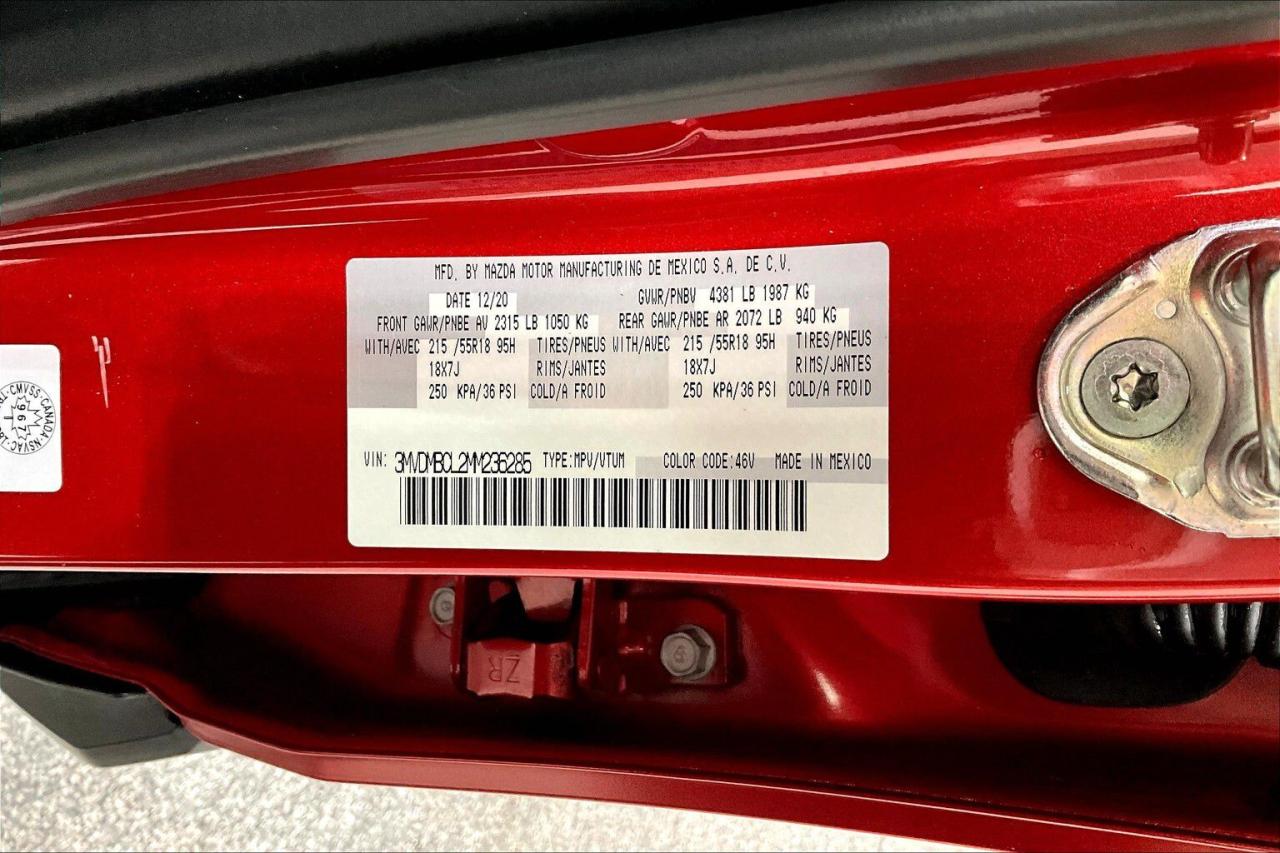 MFD. BY MAZDA MOTOR MANUFACTURING DE MEXICO S.A. DE C.V.
DATE 12/20 GVWR/PNBV 4381 LB 1987 KG
FRONT GAWR/PNBE AV 2315 LB 1050 KG REAR GAWR/PNBE AR 2072 LB 940 KG
WITH/AVEC 215 /55R18 95H TIRES/PNEUS WITH/AVEC 215 /55R18 95H TIRES/PNEUS
18X7J RIMS/JANTES 18X7J RIMS/JANTES
250 KPA/36 PSI COLD/A FROID 250 KPA/36 PSI COLD/A FROID
VIN: 3MVDMBCL2MM236285 TYPE:MPV/VTUM COLOR CODE:46V MADE IN MEXICO
CMVSS·CANADA·NSVAC·
967
ZR